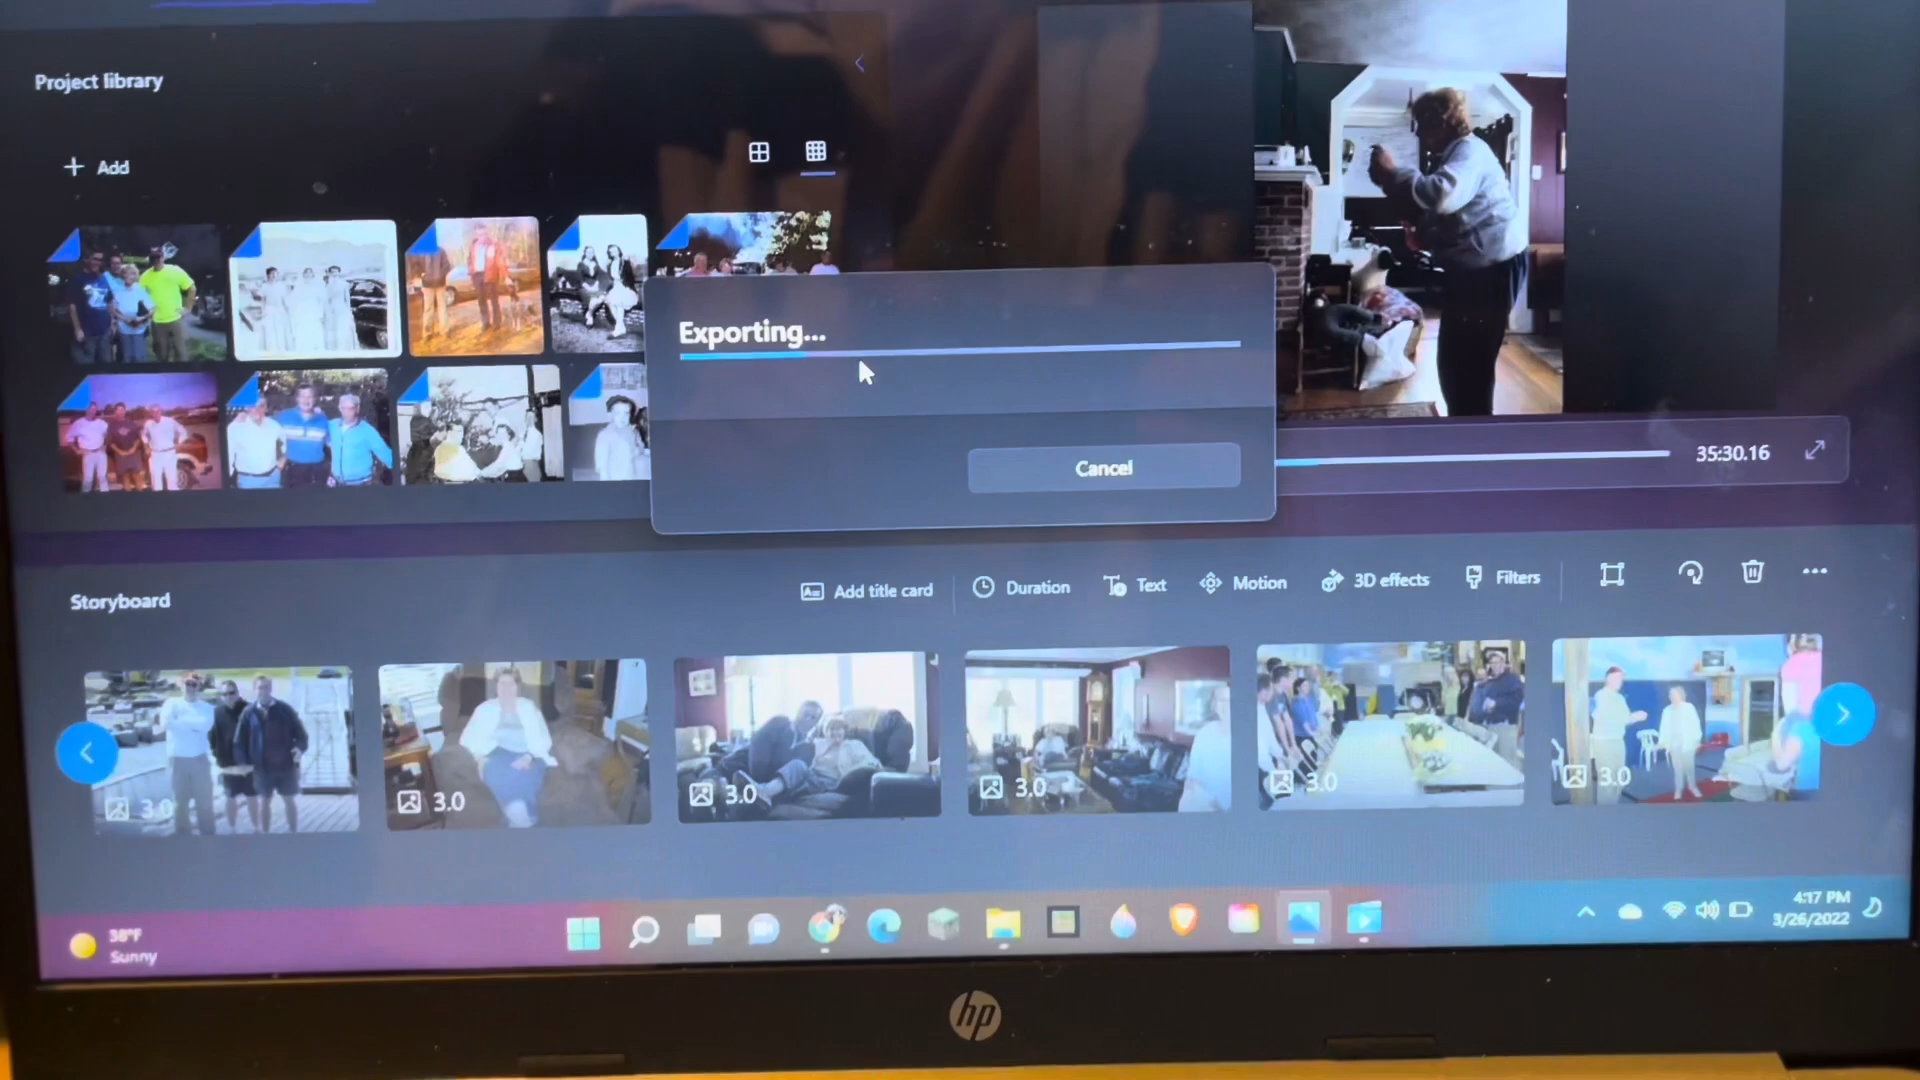 Project library
Add
Exporting...
Cancel
35:30.16
Storyboard
Add title card
Duration
Text
Motion
3D effects
Filters
3.0
3.0
3.0
3.0
3.0
3.0
38°F
Sunny
4:17 PM
3/26/2022
hp